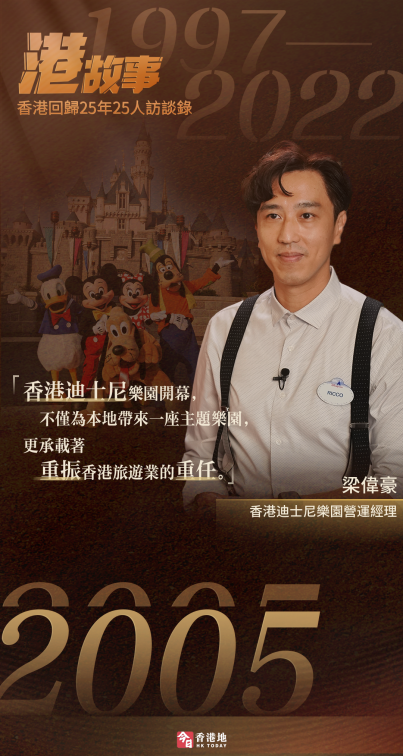 1997—
2022
港故事
香港回歸25年25人訪談錄
RICCO
「香港迪士尼樂園開幕，
不僅為本地帶來一座主題樂園，
更承載著
重振香港旅遊業的重任。」
梁偉豪
香港迪士尼樂園營運經理
2005
今日 香港地
HK TODAY